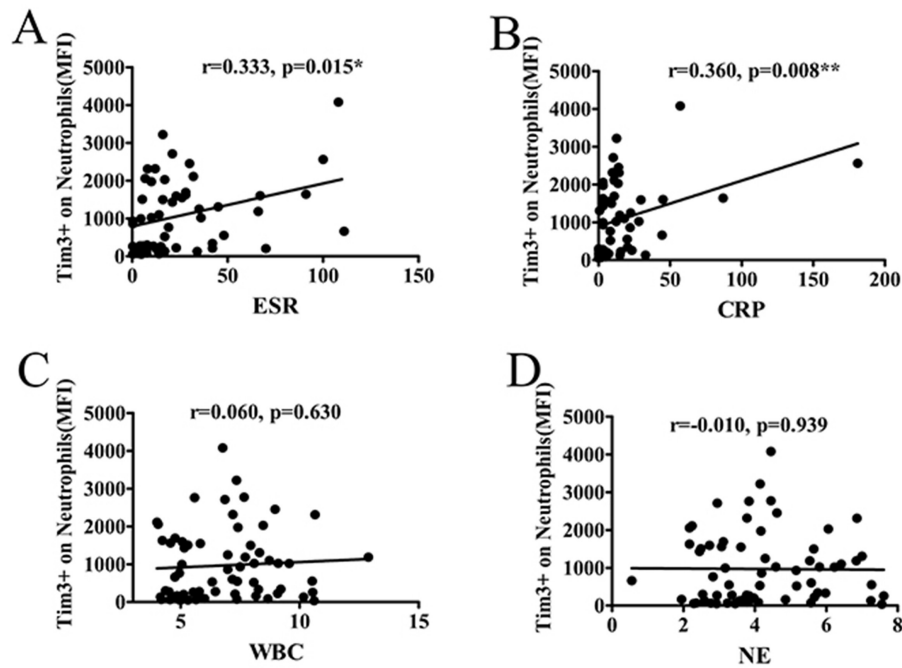 A
Tim3+ on Neutrophils(MFI)
r=0.333, p=0.015*
5000
4000
3000
2000
1000
0
0 50 100 150
ESR
B
Tim3+ on Neutrophils(MFI)
r=0.360, p=0.008**
5000
4000
3000
2000
1000
0
0 50 100 150 200
CRP
C
Tim3+ on Neutrophils(MFI)
r=0.060, p=0.630
5000
4000
3000
2000
1000
0
5 10 15
WBC
D
Tim3+ on Neutrophils(MFI)
r=-0.010, p=0.939
5000
4000
3000
2000
1000
0
0 2 4 6 8
NE